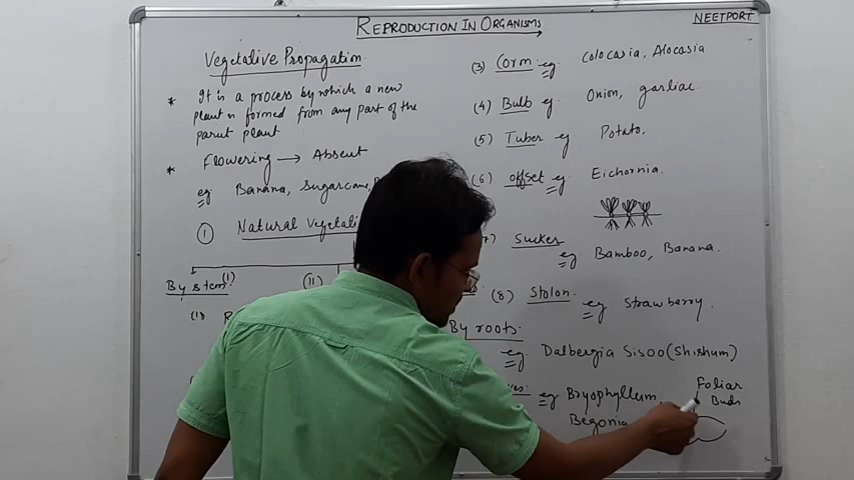 REPRODUCTION IN ORGANISMS
NEETPORT
Vegetative Propagation
* It is a process by which a new
plant is formed from any part of the
parent plant
* Flowering → Absent
eg Banana, Sugarcane,
① Natural Vegetati
By stem (I)
(II)
(1)
(3) Corm eg Colocasia, Alocasia
(4) Bulb eg Onion, garliac
(5) Tuber eg Potato,
(6) offset eg Eichornia
Sucker eg Bamboo, Banana
(8) Stolon eg Strawberry
By roots
eg Dalbergia Sisoo (Shishum)
eg Bryophyllum,
Begonia
Foliar
Buds